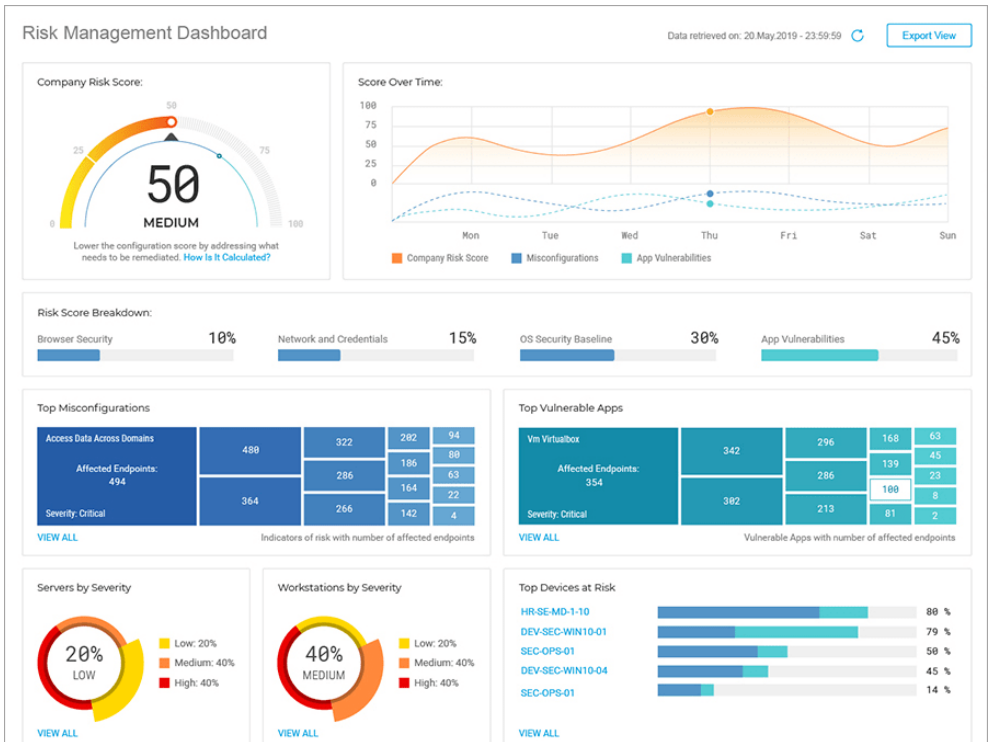 Risk Management Dashboard
Data retrieved on: 20.May.2019 - 23:59:59
Export View
Company Risk Score:
50
25
75
0
100
50
MEDIUM
Lower the configuration score by addressing what
needs to be remediated. How Is It Calculated?
Score Over Time:
100
75
50
25
0
Mon Tue Wed Thu Fri Sat Sun
Company Risk Score Misconfigurations App Vulnerabilities
Risk Score Breakdown:
Browser Security 10%
Network and Credentials 15%
OS Security Baseline 30%
App Vulnerabilities 45%
Top Misconfigurations
Access Data Across Domains
Affected Endpoints:
494
Severity: Critical
480
364
322
286
266
202
186
164
142
94
80
63
22
4
VIEW ALL
Indicators of risk with number of affected endpoints
Top Vulnerable Apps
Vm Virtualbox
Affected Endpoints:
354
Severity: Critical
342
302
296
286
213
168
139
100
81
63
45
23
8
2
VIEW ALL
Vulnerable Apps with number of affected endpoints
Servers by Severity
20%
LOW
Low: 20%
Medium: 40%
High: 40%
VIEW ALL
Workstations by Severity
40%
MEDIUM
Low: 20%
Medium: 40%
High: 40%
VIEW ALL
Top Devices at Risk
HR-SE-MD-1-10 80 %
DEV-SEC-WIN10-01 79 %
SEC-OPS-01 50 %
DEV-SEC-WIN10-04 45 %
SEC-OPS-01 14 %
VIEW ALL